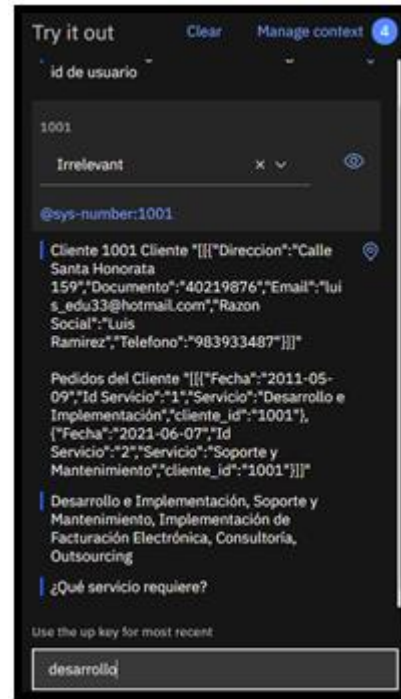 Try it out Clear Manage context 4
id de usuario
1001
Irrelevant
@sys-number:1001
Cliente 1001 Cliente "[[{"Direccion":"Calle
Santa Honorata
159","Documento":"40219876","Email":"lui
s_edu33@hotmail.com","Razon
Social":"Luis
Ramirez","Telefono":"983933487"}]]"
Pedidos del Cliente "[[{"Fecha":"2011-05-
09","Id Servicio":"1","Servicio":"Desarrollo e
Implementación","cliente_id":"1001"},
{"Fecha":"2021-06-07","Id
Servicio":"2","Servicio":"Soporte y
Mantenimiento","cliente_id":"1001"}]]"
Desarrollo e Implementación, Soporte y
Mantenimiento, Implementación de
Facturación Electrónica, Consultoría,
Outsourcing
¿Qué servicio requiere?
Use the up key for most recent
desarrollo